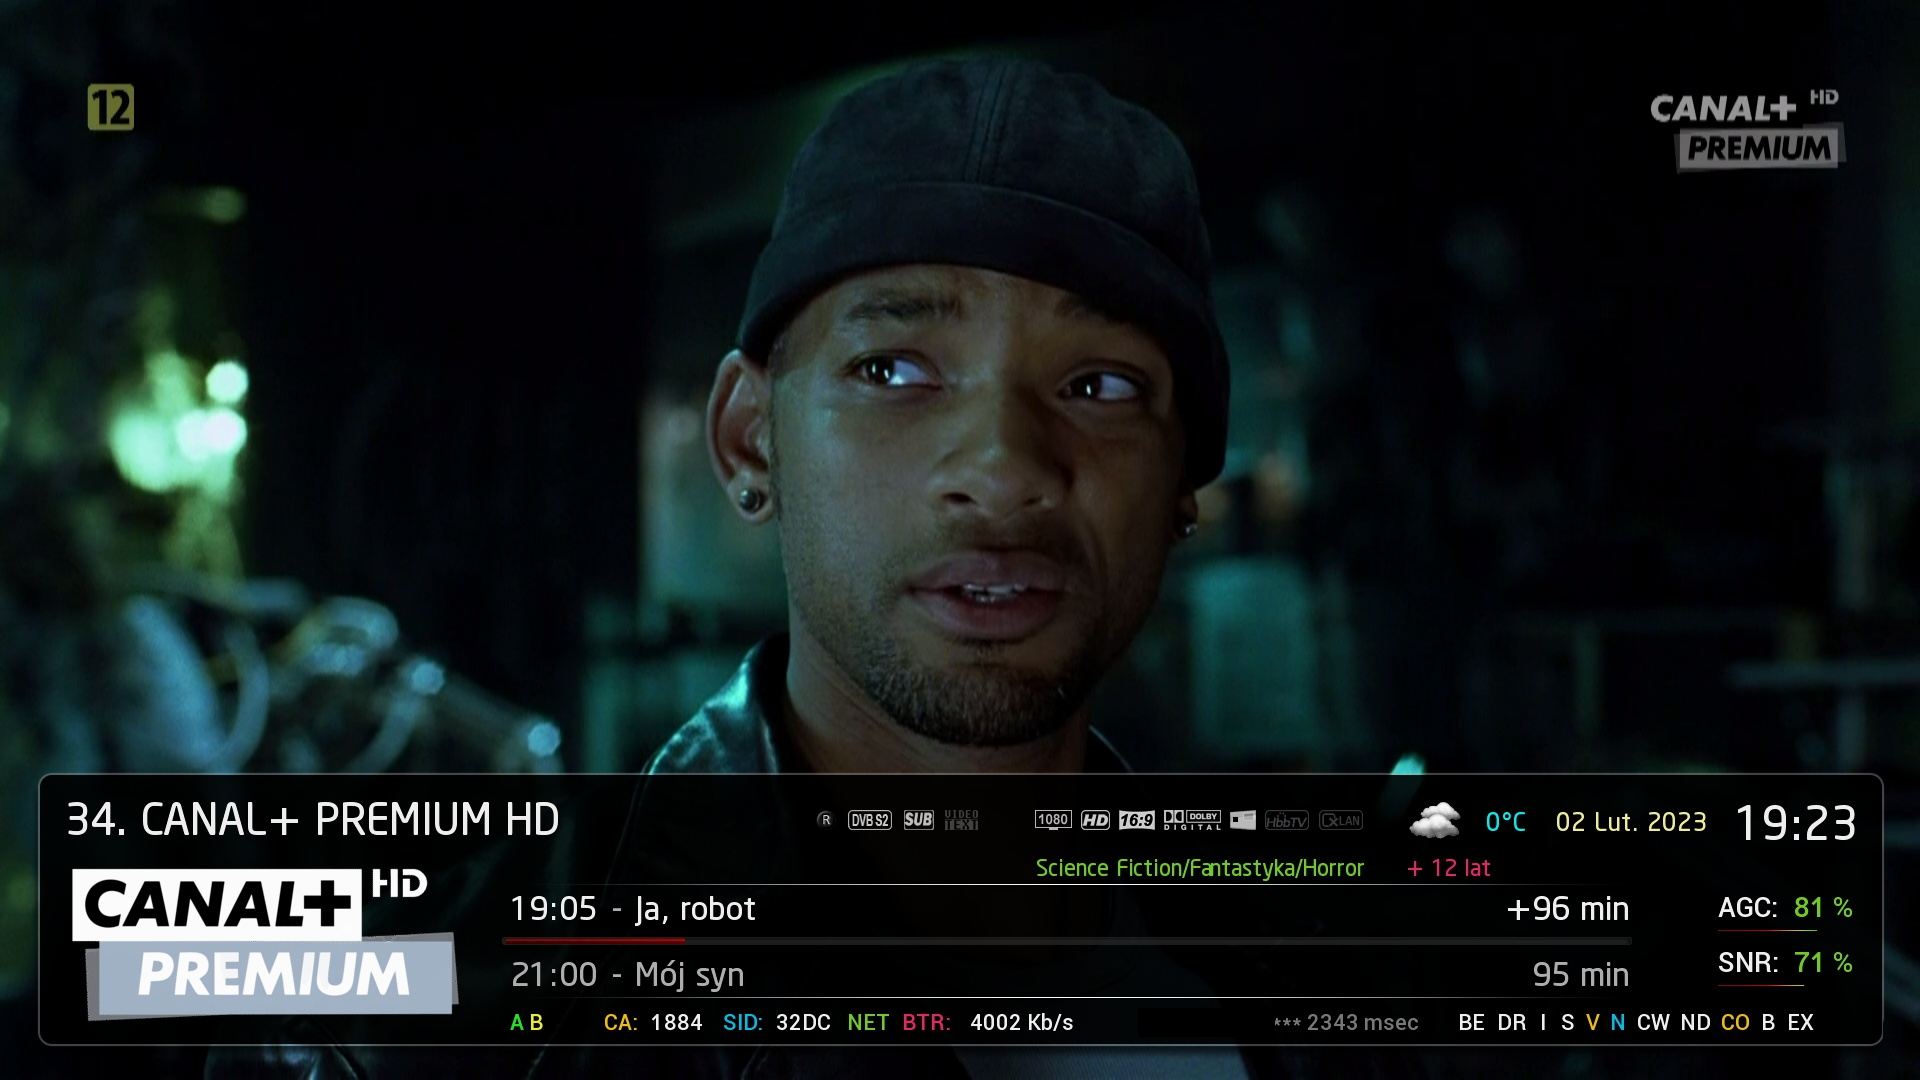 12
CANAL+ HD
PREMIUM
34. CANAL+ PREMIUM HD
R DVB S2 SUB VIDEO TEXT 1080 HD 16:9 DOLBY DIGITAL HbbTV CXLAN
0°C 02 Lut. 2023 19:23
Science Fiction/Fantastyka/Horror + 12 lat
CANAL+ HD
PREMIUM
19:05 - Ja, robot +96 min
AGC: 81 %
21:00 - Mój syn 95 min
SNR: 71 %
A B CA: 1884 SID: 32DC NET BTR: 4002 Kb/s *** 2343 msec BE DR I S V N CW ND CO B EX